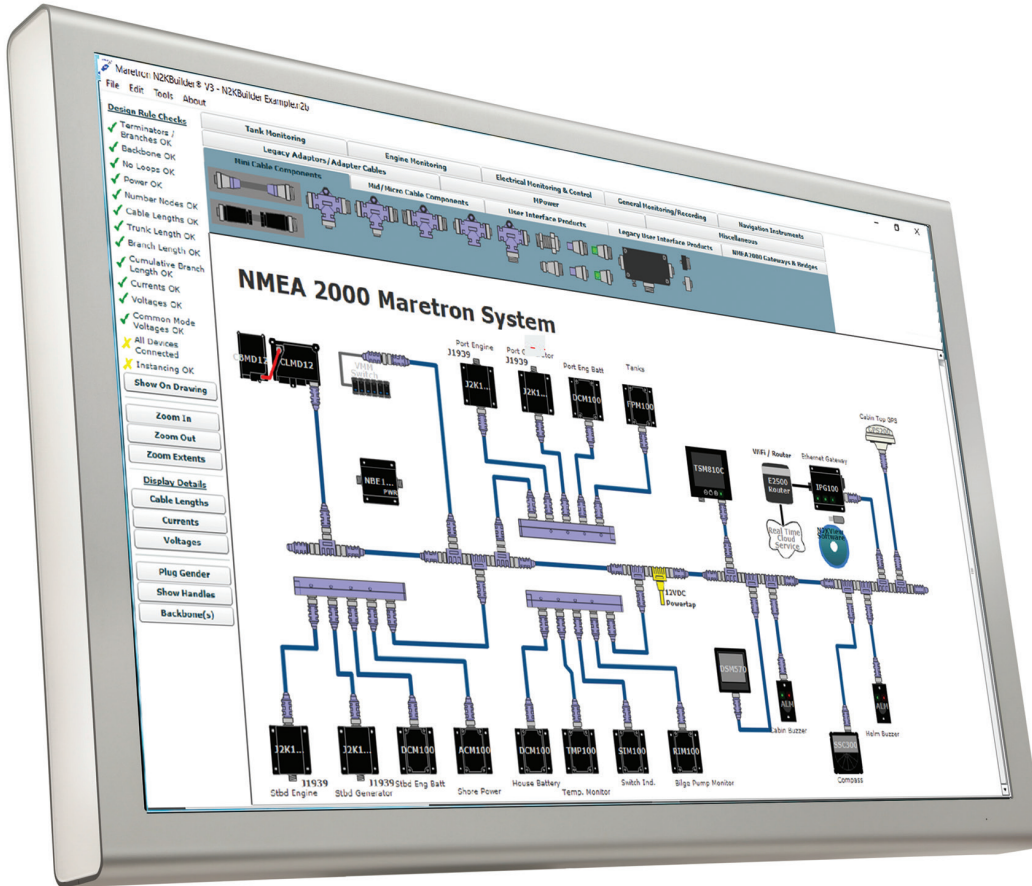 Maretron N2KBuilder® V3 - N2KBuilder Example.n2b
File Edit Tools About
Design Rule Checks
Terminators /
Branches OK
Backbone OK
No Loops OK
Power OK
Number Nodes OK
Cable Lengths OK
Trunk Length OK
Branch Length OK
Cumulative Branch
Length OK
Currents OK
Voltages OK
Common Mode
Voltages OK
All Devices
Connected
Instancing OK
Show On Drawing
Zoom In
Zoom Out
Zoom Extents
Display Details
Cable Lengths
Currents
Voltages
Plug Gender
Show Handles
Backbone(s)
Tank Monitoring
Engine Monitoring
Electrical Monitoring & Control
General Monitoring/Recording
Navigation Instruments
Legacy Adaptors/Adapter Cables
MPower
Miscellaneous
Mini Cable Components
Mid/Micro Cable Components
User Interface Products
Legacy User Interface Products
NMEA2000 Gateways & Bridges
NMEA 2000 Maretron System
CBMD12
CLMD12
VMM
Switch
Port Engine
J1939
J2K1...
Port
J1939
J2K1...
Port Eng Batt
DCM100
Tanks
FPM100
NBE1...
PWR
TSM810C
WiFi / Router
E2500
Router
Real Time
Cloud
Service
Ethernet Gateway
IPG100
N2KView
Software
Cabin Top GPS
GPS200
12VDC
Powertap
DSM570
ALM
Cabin Buzzer
SSC300
Compass
ALM
Helm Buzzer
J2K1...
J1939
Stbd Engine
J2K1...
J1939
Stbd Generator
DCM100
Stbd Eng Batt
ACM100
Shore Power
DCM100
House Battery
TMP100
Temp. Monitor
SIM100
Switch Ind.
RIM100
Bilge Pump Monitor